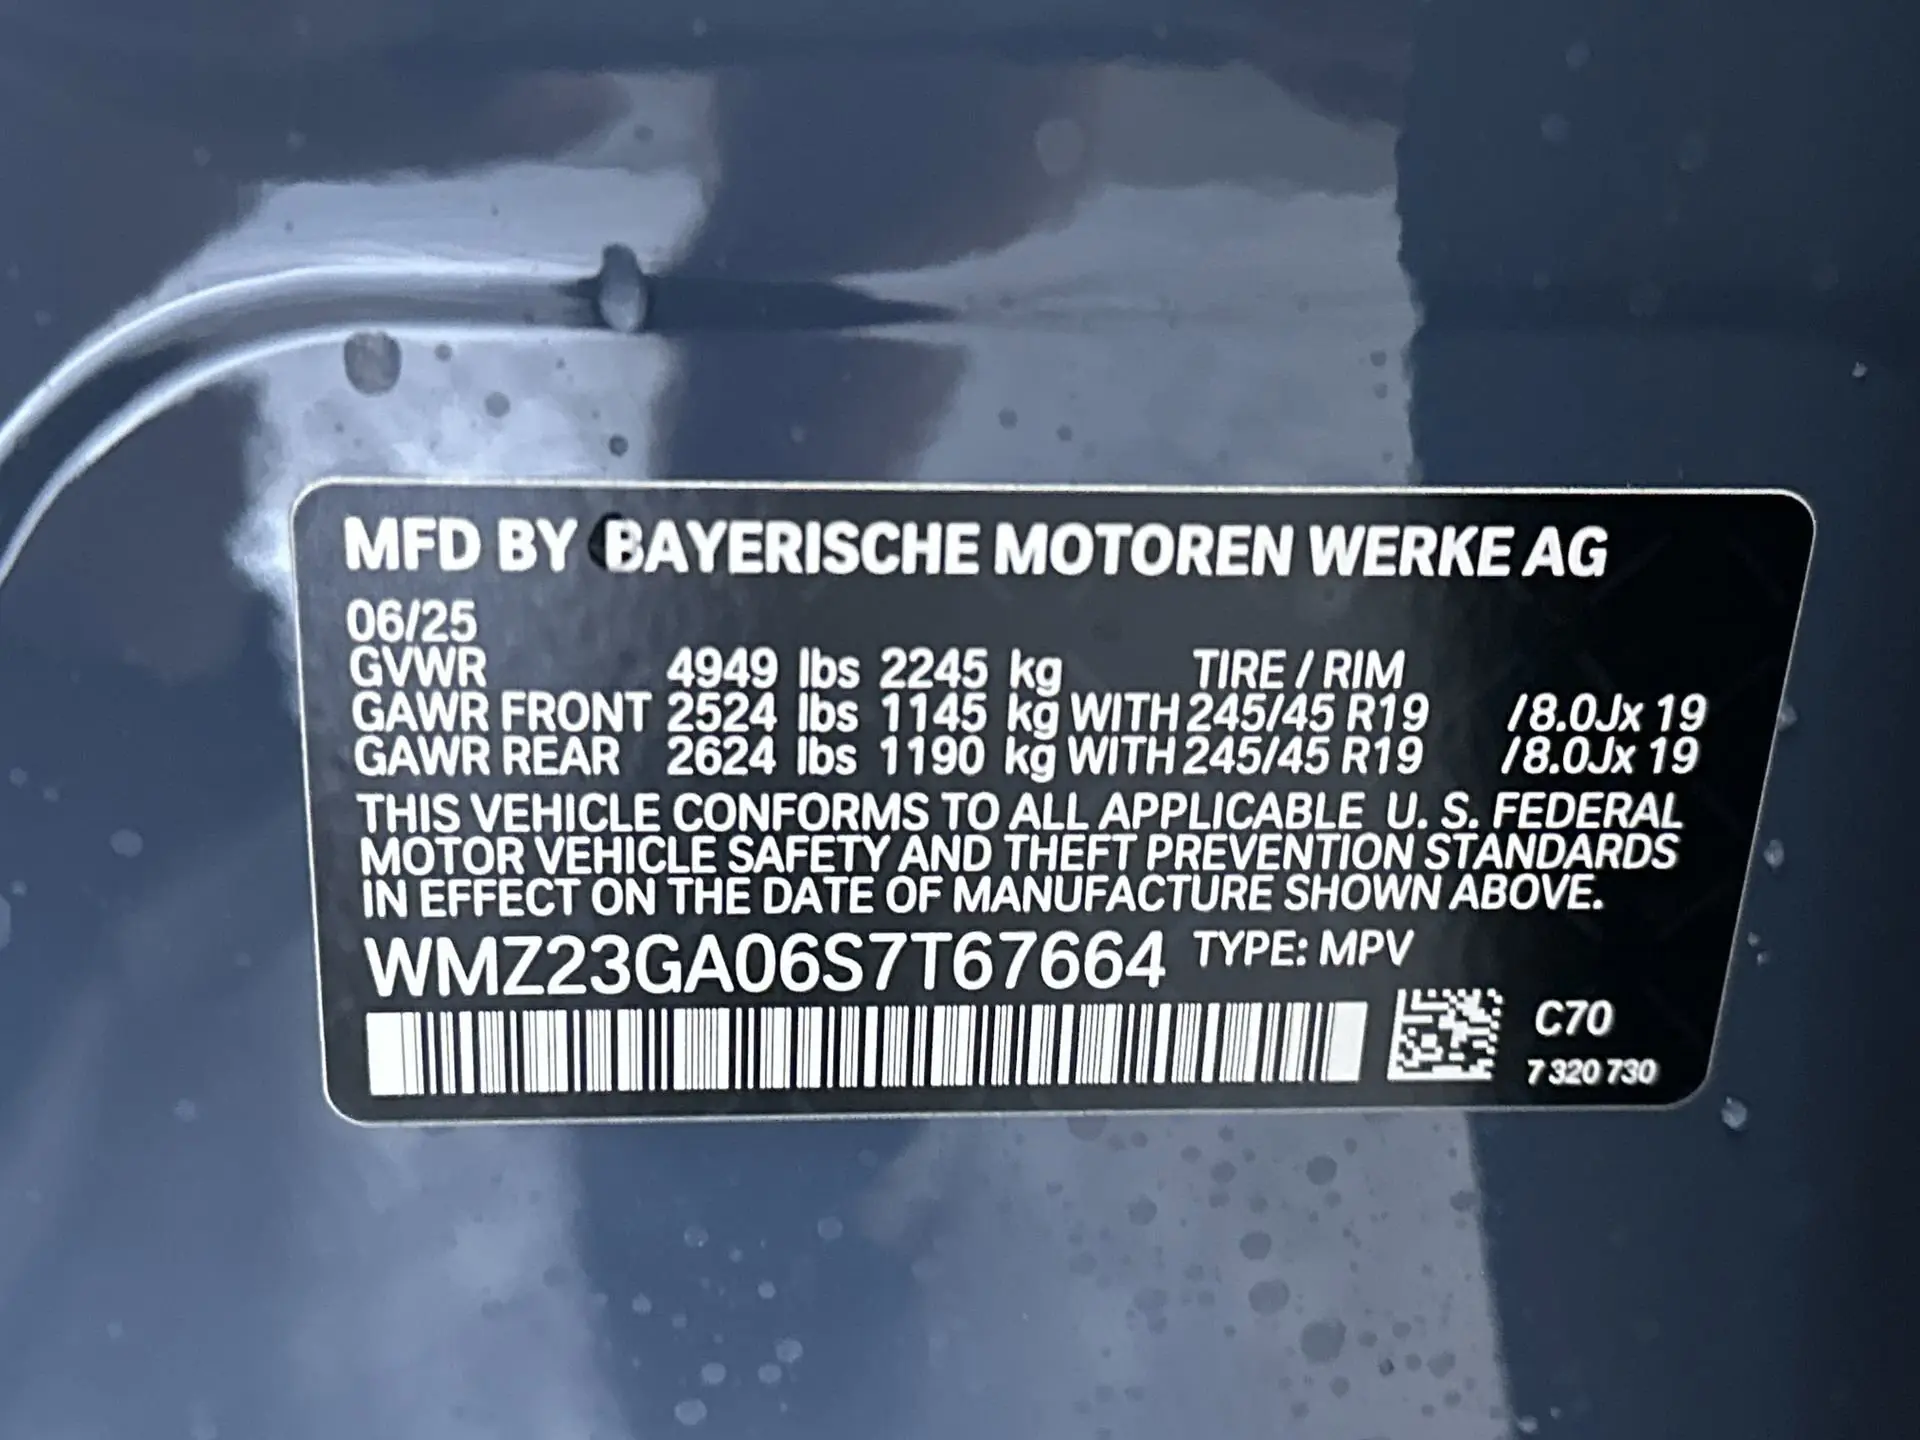 MFD BY BAYERISCHE MOTOREN WERKE AG
06/25
GVWR 4949 lbs 2245 kg TIRE / RIM
GAWR FRONT 2524 lbs 1145 kg WITH 245/45 R19 /8.0Jx 19
GAWR REAR 2624 lbs 1190 kg WITH 245/45 R19 /8.0Jx 19
THIS VEHICLE CONFORMS TO ALL APPLICABLE U. S. FEDERAL
MOTOR VEHICLE SAFETY AND THEFT PREVENTION STANDARDS
IN EFFECT ON THE DATE OF MANUFACTURE SHOWN ABOVE.
WMZ23GA06S7T67664 TYPE: MPV
C70
7 320 730